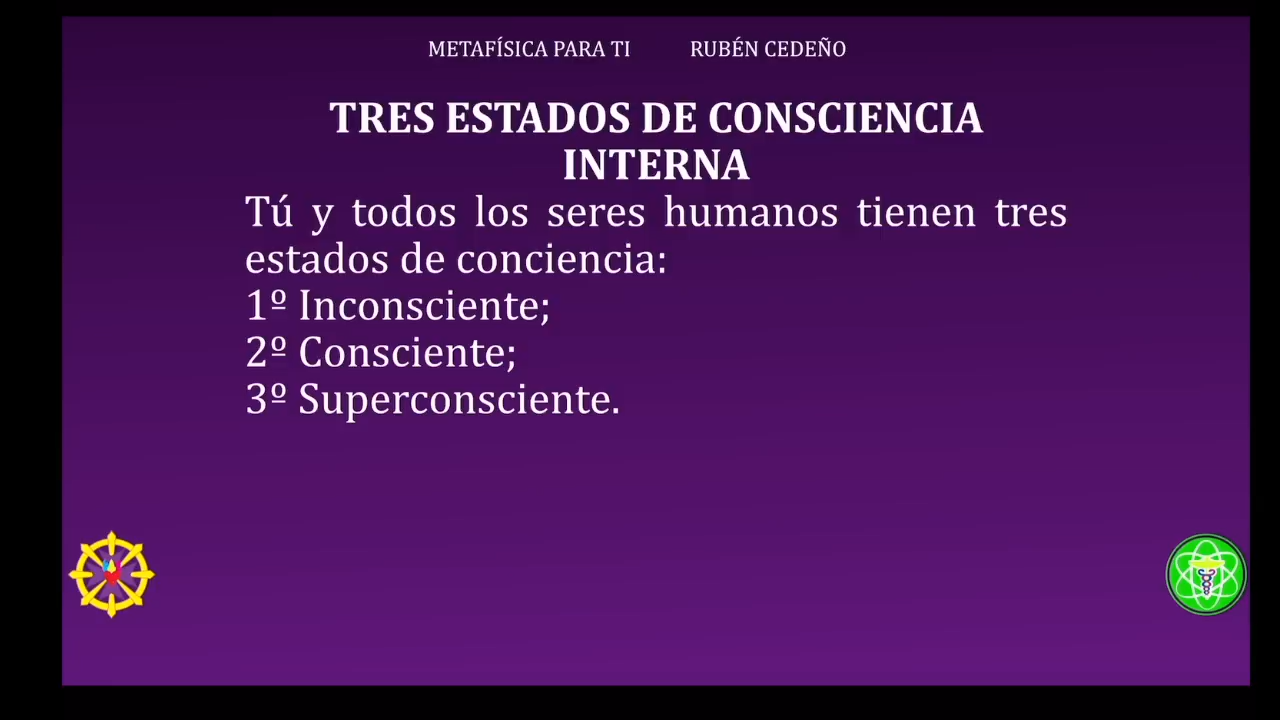 METAFÍSICA PARA TI RUBÉN CEDEÑO
TRES ESTADOS DE CONSCIENCIA
INTERNA
Tú y todos los seres humanos tienen tres
estados de conciencia:
1º Inconsciente;
2º Consciente;
3º Superconsciente.